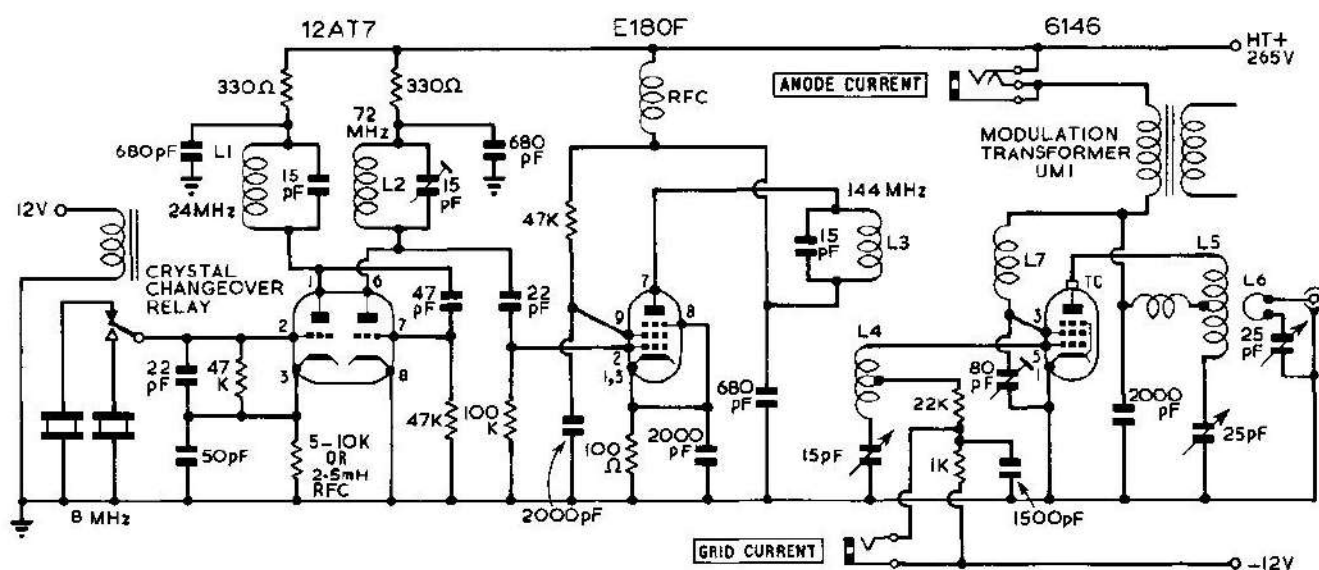 12AT7
E180F
6146
HT+
265V
330Ω
330Ω
RFC
ANODE CURRENT
MODULATION
TRANSFORMER
UM1
72
MHz
680pF
L1
15
pF
24MHz
L2
15
pF
680
pF
12V
CRYSTAL
CHANGEOVER
RELAY
47K
144MHz
15
pF
L3
L7
L5
L6
TC
1
6
2
7
3
8
47
pF
22
pF
7
9
8
2
1,3
3
5
1
L4
80
pF
25
pF
22
pF
47
K
50pF
5–10K
OR
2·5mH
RFC
47K
100
K
100
Ω
2000
pF
680
pF
22K
15pF
1K
2000
pF
25pF
8 MHz
2000pF
1500pF
GRID CURRENT
-12V